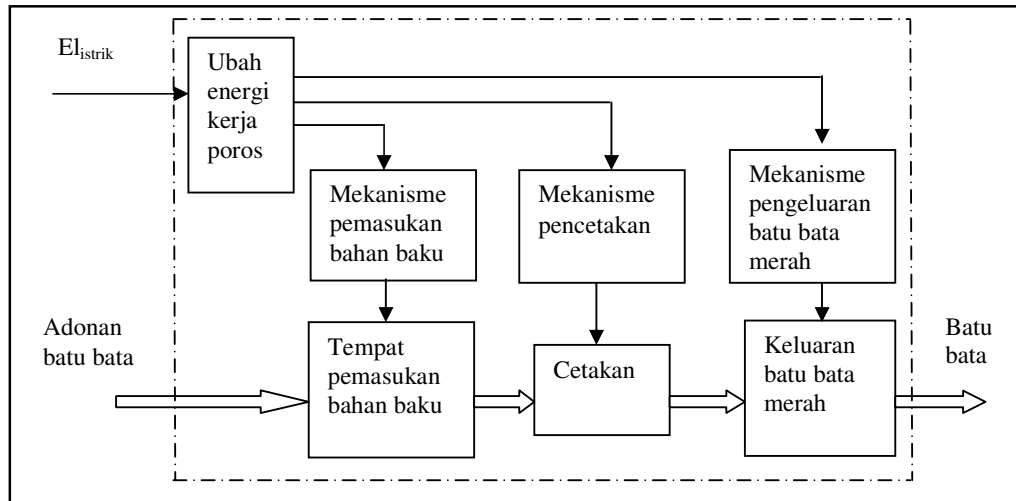 El_istrik
Ubah
energi
kerja
poros
Mekanisme
pemasukan
bahan baku
Mekanisme
pencetakan
Mekanisme
pengeluaran
batu bata
merah
Adonan
batu bata
Tempat
pemasukan
bahan baku
Cetakan
Keluaran
batu bata
merah
Batu
bata